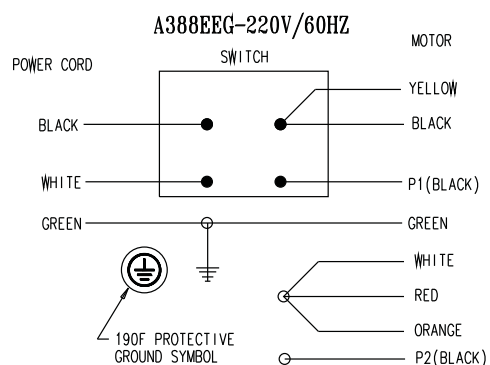 A388EEG-220V/60HZ
POWER CORD
SWITCH
MOTOR
YELLOW
BLACK
BLACK
WHITE
P1(BLACK)
GREEN
GREEN
WHITE
RED
ORANGE
P2(BLACK)
190F PROTECTIVE
GROUND SYMBOL